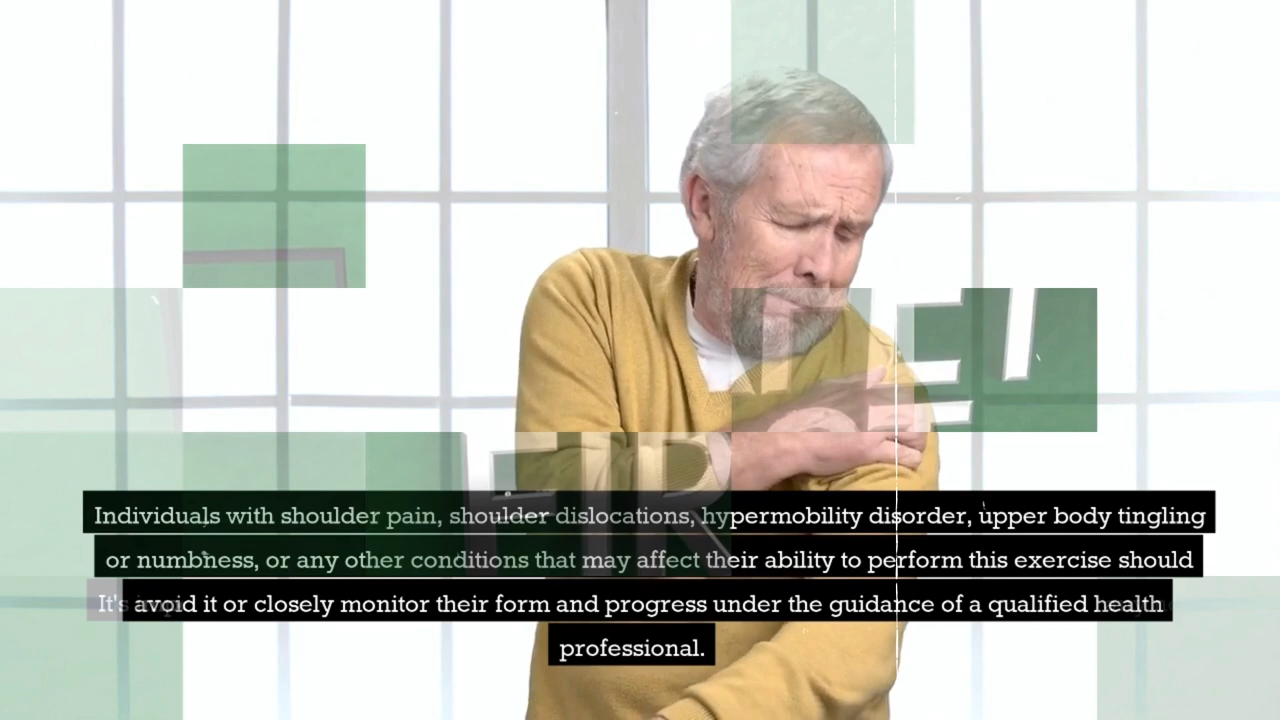 Individuals with shoulder pain, shoulder dislocations, hypermobility disorder, upper body tingling
or numbness, or any other conditions that may affect their ability to perform this exercise should
It's avoid it or closely monitor their form and progress under the guidance of a qualified health
professional.